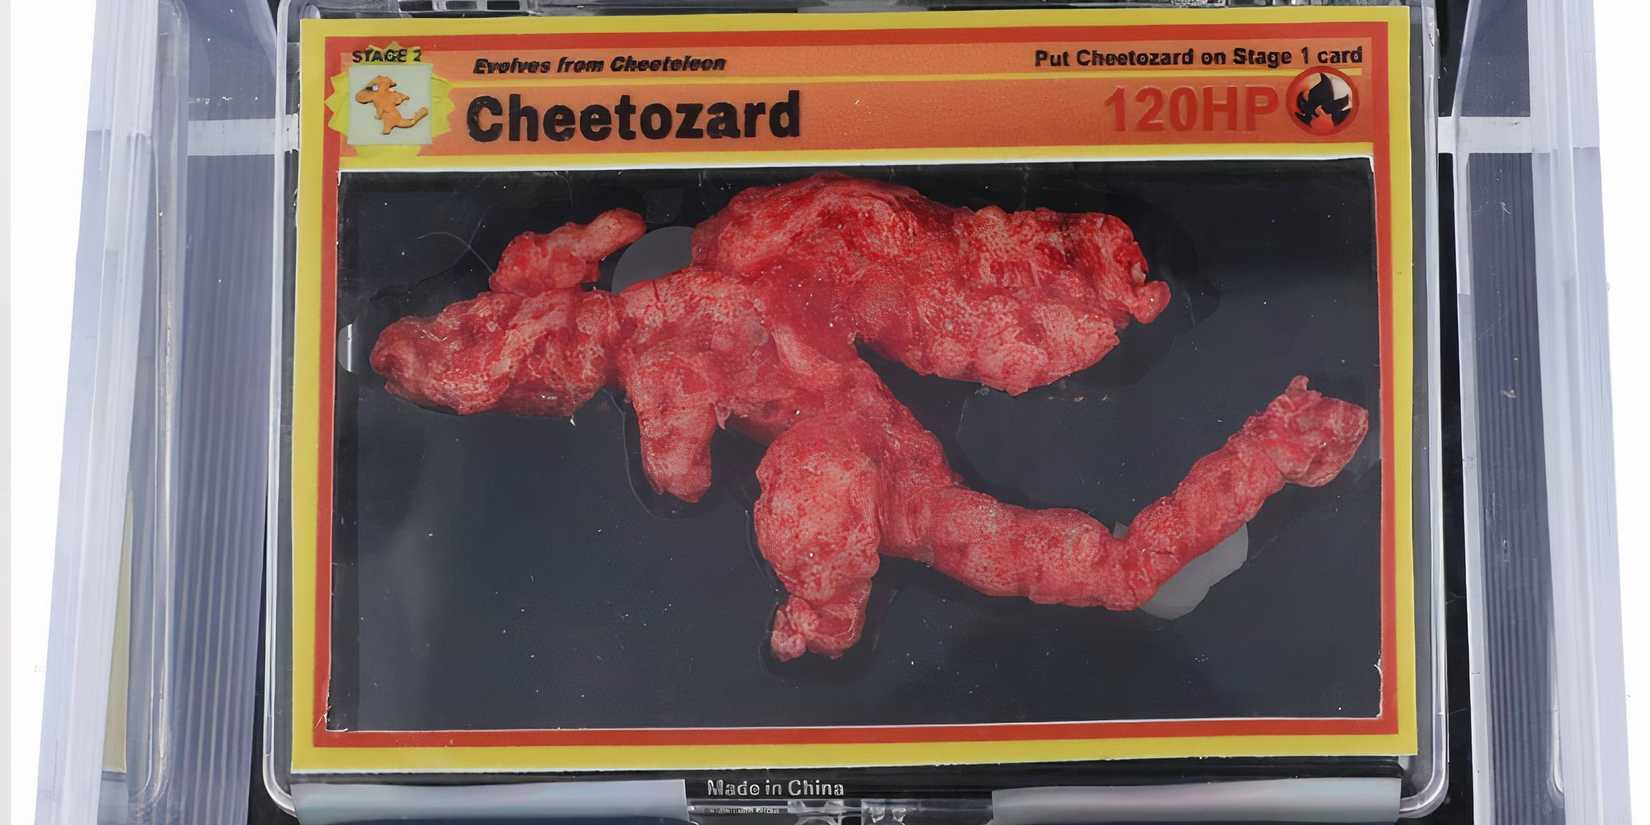 STAGE 2
Evolves from Cheeteleon
Put Cheetozard on Stage 1 card
Cheetozard
120HP
Made in China